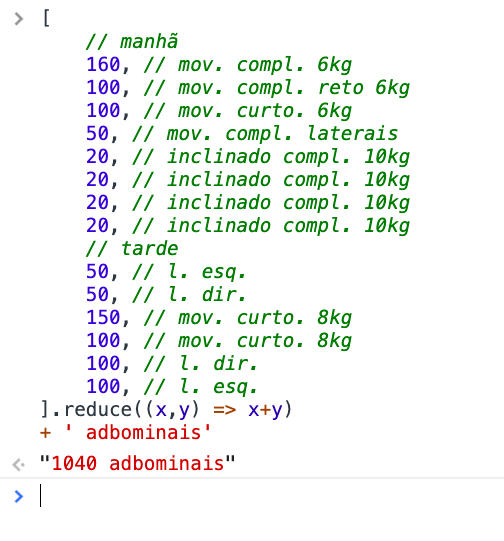 > [
// manhã
160, // mov. compl. 6kg
100, // mov. compl. reto 6kg
100, // mov. curto. 6kg
50, // mov. compl. laterais
20, // inclinado compl. 10kg
20, // inclinado compl. 10kg
20, // inclinado compl. 10kg
20, // inclinado compl. 10kg
// tarde
50, // l. esq.
50, // l. dir.
150, // mov. curto. 8kg
100, // mov. curto. 8kg
100, // l. dir.
100, // l. esq.
].reduce((x,y) => x+y)
+ ' adbominais'
"1040 adbominais"
>